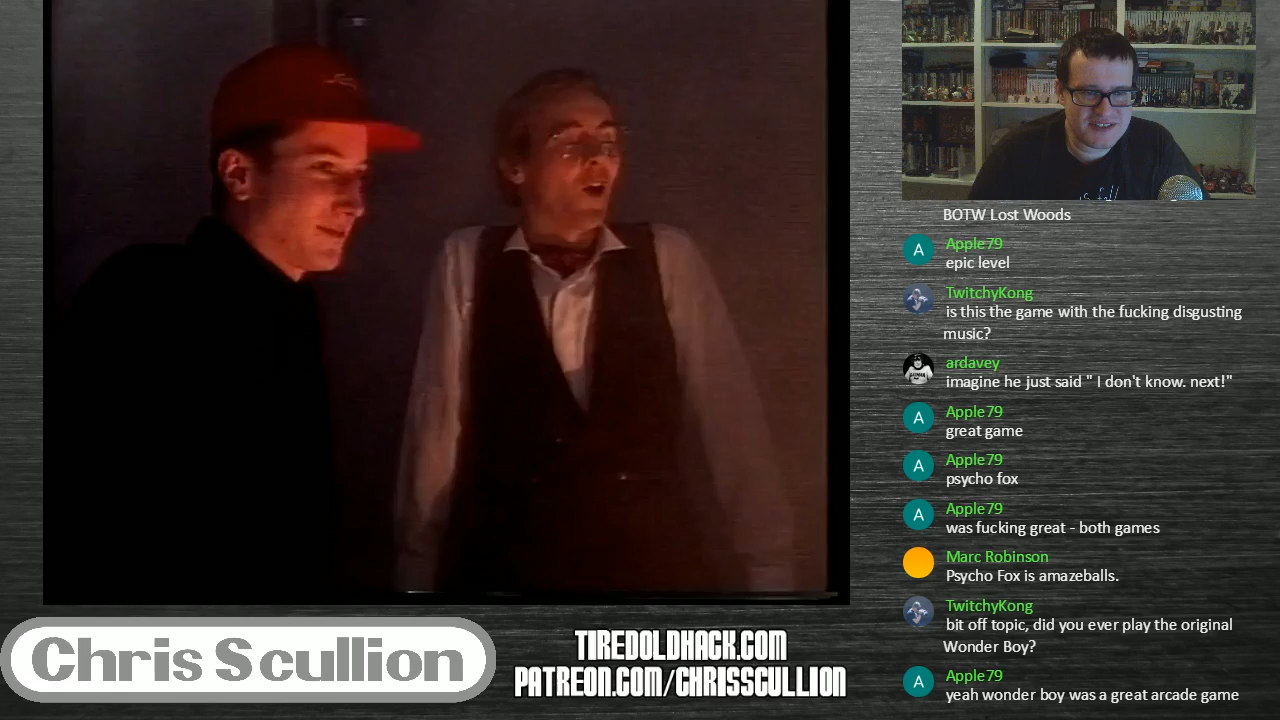 BOTW Lost Woods
Apple79
epic level
TwitchyKong
is this the game with the fucking disgusting
music?
ardavey
imagine he just said " I don't know. next!"
Apple79
great game
Apple79
psycho fox
Apple79
was fucking great - both games
Marc Robinson
Psycho Fox is amazeballs.
TwitchyKong
bit off topic, did you ever play the original
Wonder Boy?
Apple79
yeah wonder boy was a great arcade game
A
A
A
A
A
Chris Scullion
TIREDOLDHACK.COM
PATREON.COM/CHRISSCULLION